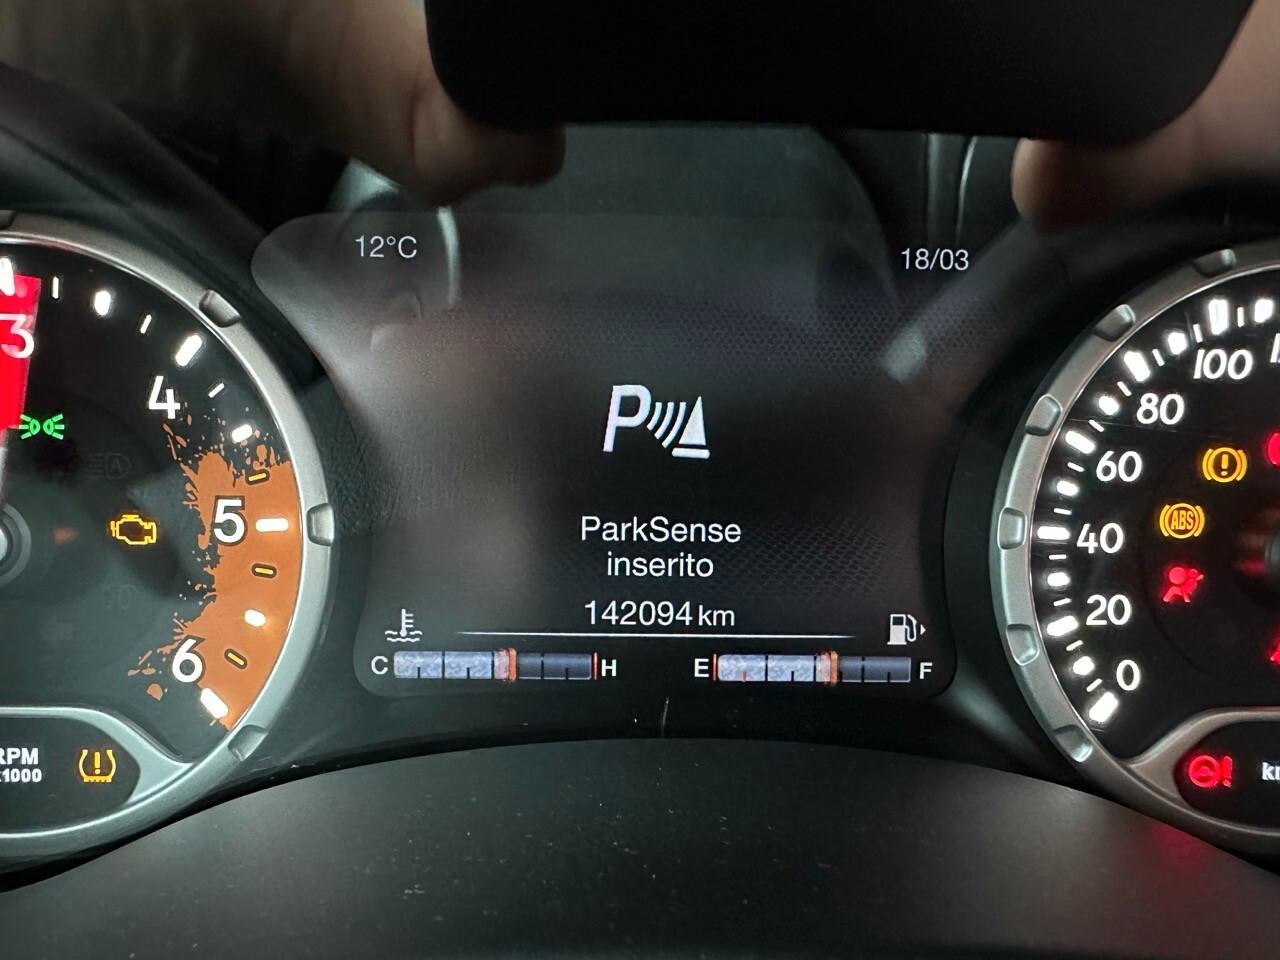 12°C
18/03
3
4
5
6
RPM
x1000
P
ParkSense
inserito
142094 km
C
H
E
F
100
80
60
40
20
0
ABS
A